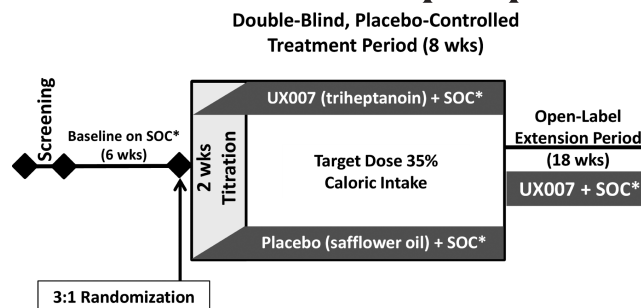 Double-Blind, Placebo-Controlled
Treatment Period (8 wks)
Screening
Baseline on SOC*
(6 wks)
2 wks
Titration
UX007 (triheptanoin) + SOC*
Target Dose 35%
Caloric Intake
Placebo (safflower oil) + SOC*
Open-Label
Extension Period
(18 wks)
UX007 + SOC*
3:1 Randomization